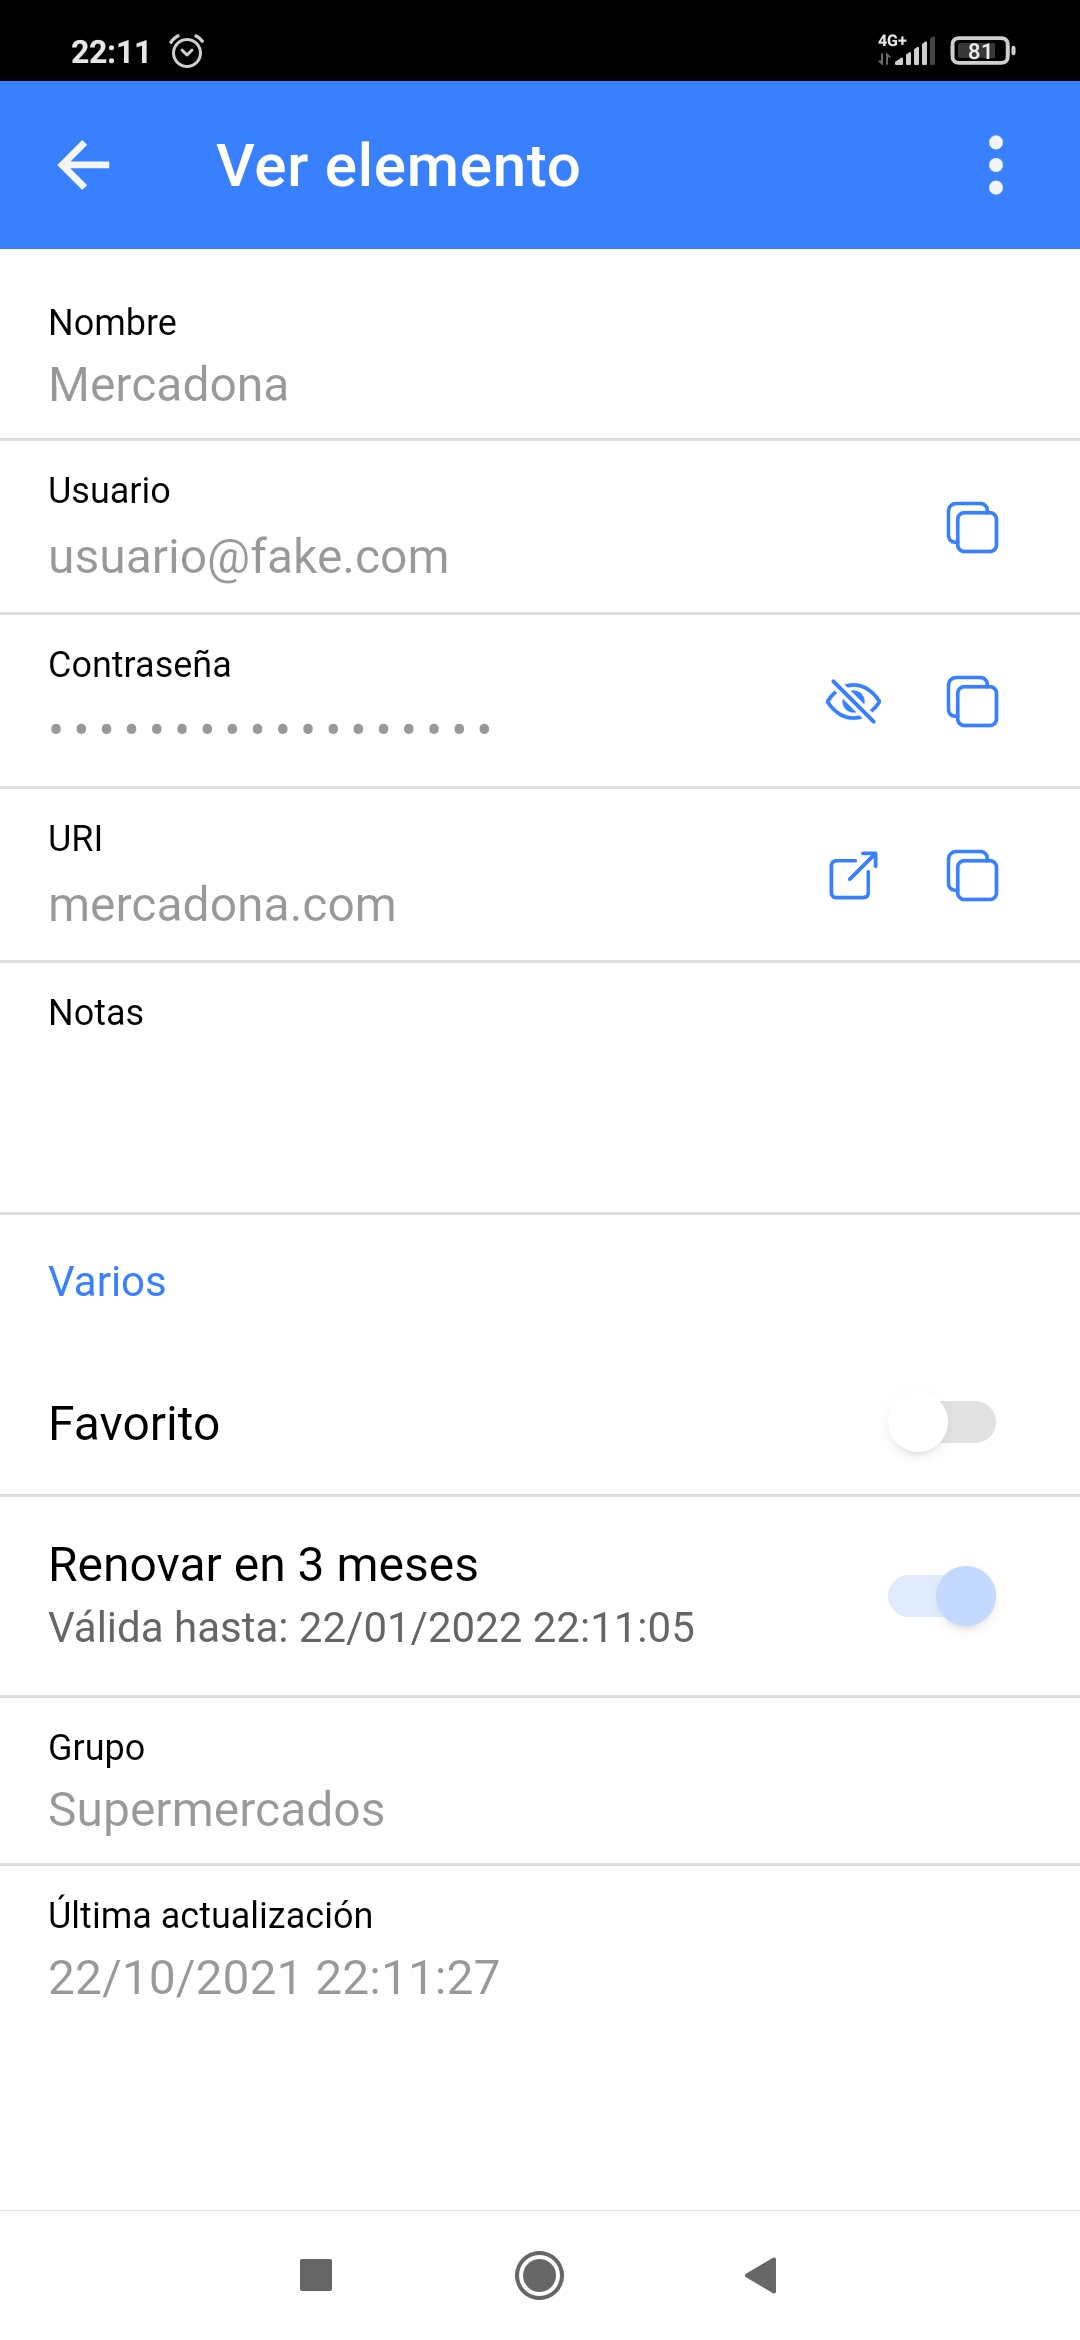 22:11
4G+
81
Ver elemento
Nombre
Mercadona
Usuario
usuario@fake.com
Contraseña
••••••••••••••••••
URI
mercadona.com
Notas
Varios
Favorito
Renovar en 3 meses
Válida hasta: 22/01/2022 22:11:05
Grupo
Supermercados
Última actualización
22/10/2021 22:11:27